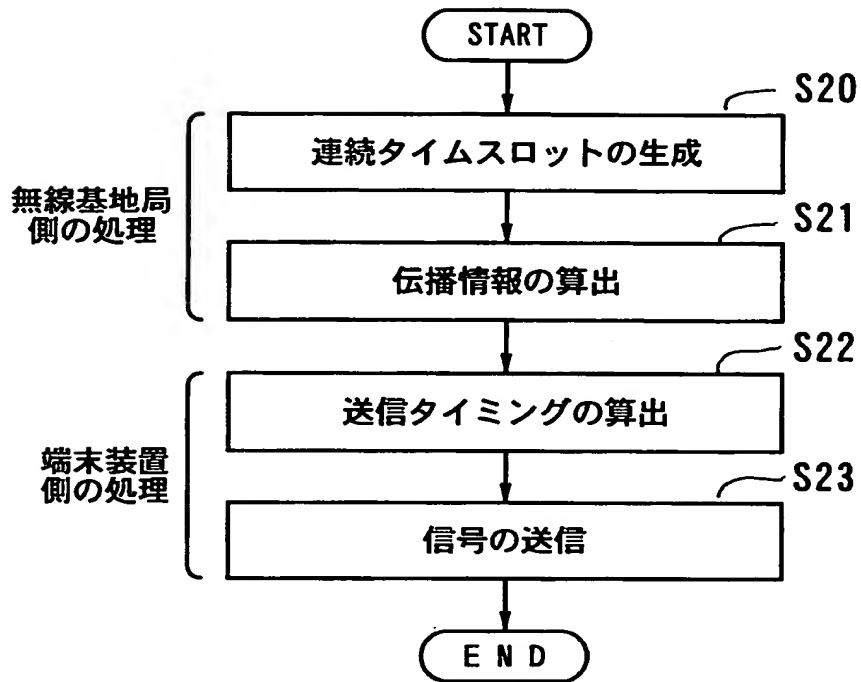 START
S20
連続タイムスロットの生成
無線基地局
側の処理
S21
伝播情報の算出
S22
送信タイミングの算出
端末装置
側の処理
S23
信号の送信
END